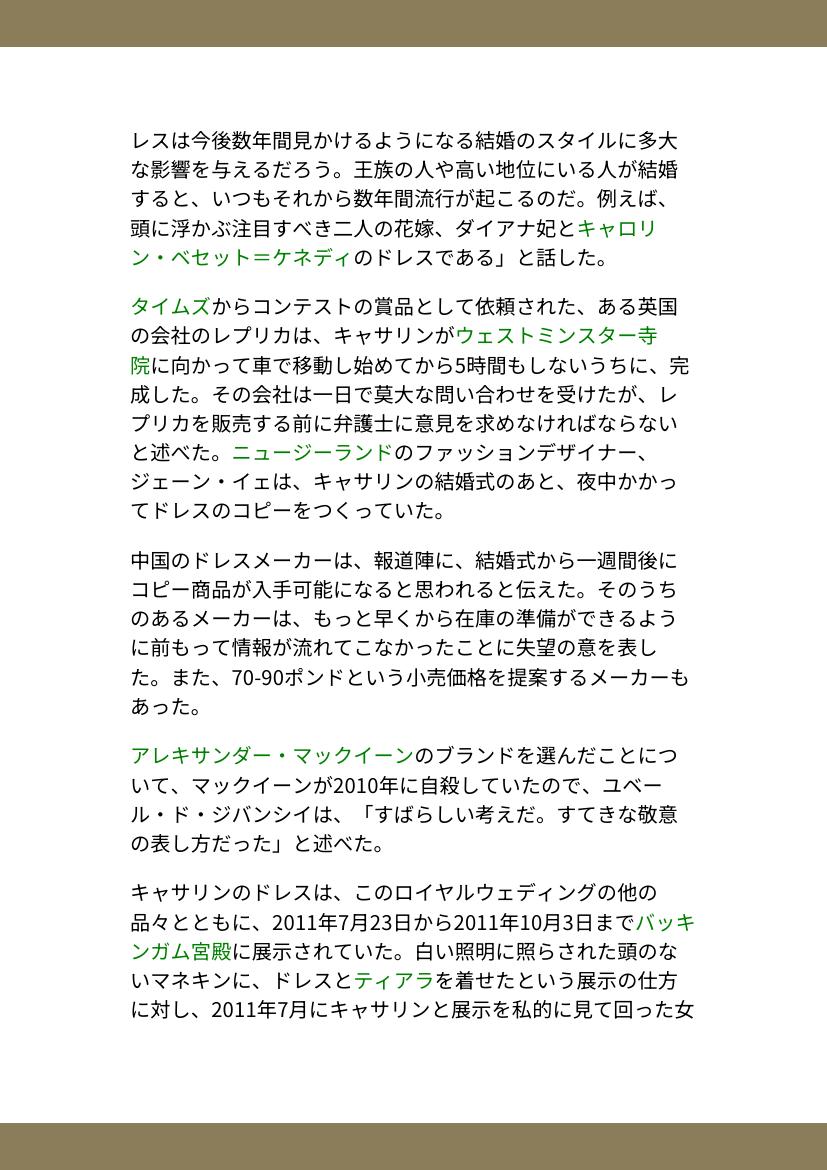 レスは今後数年間見かけるようになる結婚のスタイルに多大
な影響を与えるだろう。王族の人や高い地位にいる人が結婚
すると、いつもそれから数年間流行が起こるのだ。例えば、
頭に浮かぶ注目すべき二人の花嫁、ダイアナ妃とキャロリ
ン・ベセット＝ケネディのドレスである」と話した。
タイムズからコンテストの賞品として依頼された、ある英国
の会社のレプリカは、キャサリンがウェストミンスター寺
院に向かって車で移動し始めてから5時間もしないうちに、完
成した。その会社は一日で莫大な問い合わせを受けたが、レ
プリカを販売する前に弁護士に意見を求めなければならない
と述べた。ニュージーランドのファッションデザイナー、
ジェーン・イェは、キャサリンの結婚式のあと、夜中かかっ
てドレスのコピーをつくっていた。
中国のドレスメーカーは、報道陣に、結婚式から一週間後に
コピー商品が入手可能になると思われると伝えた。そのうち
のあるメーカーは、もっと早くから在庫の準備ができるよう
に前もって情報が流れてこなかったことに失望の意を表し
た。また、70-90ポンドという小売価格を提案するメーカーも
あった。
アレキサンダー・マックイーンのブランドを選んだことにつ
いて、マックイーンが2010年に自殺していたので、ユベー
ル・ド・ジバンシイは、「すばらしい考えだ。すてきな敬意
の表し方だった」と述べた。
キャサリンのドレスは、このロイヤルウェディングの他の
品々とともに、2011年7月23日から2011年10月3日までバッキ
ンガム宮殿に展示されていた。白い照明に照らされた頭のな
いマネキンに、ドレスとティアラを着せたという展示の仕方
に対し、2011年7月にキャサリンと展示を私的に見て回った女